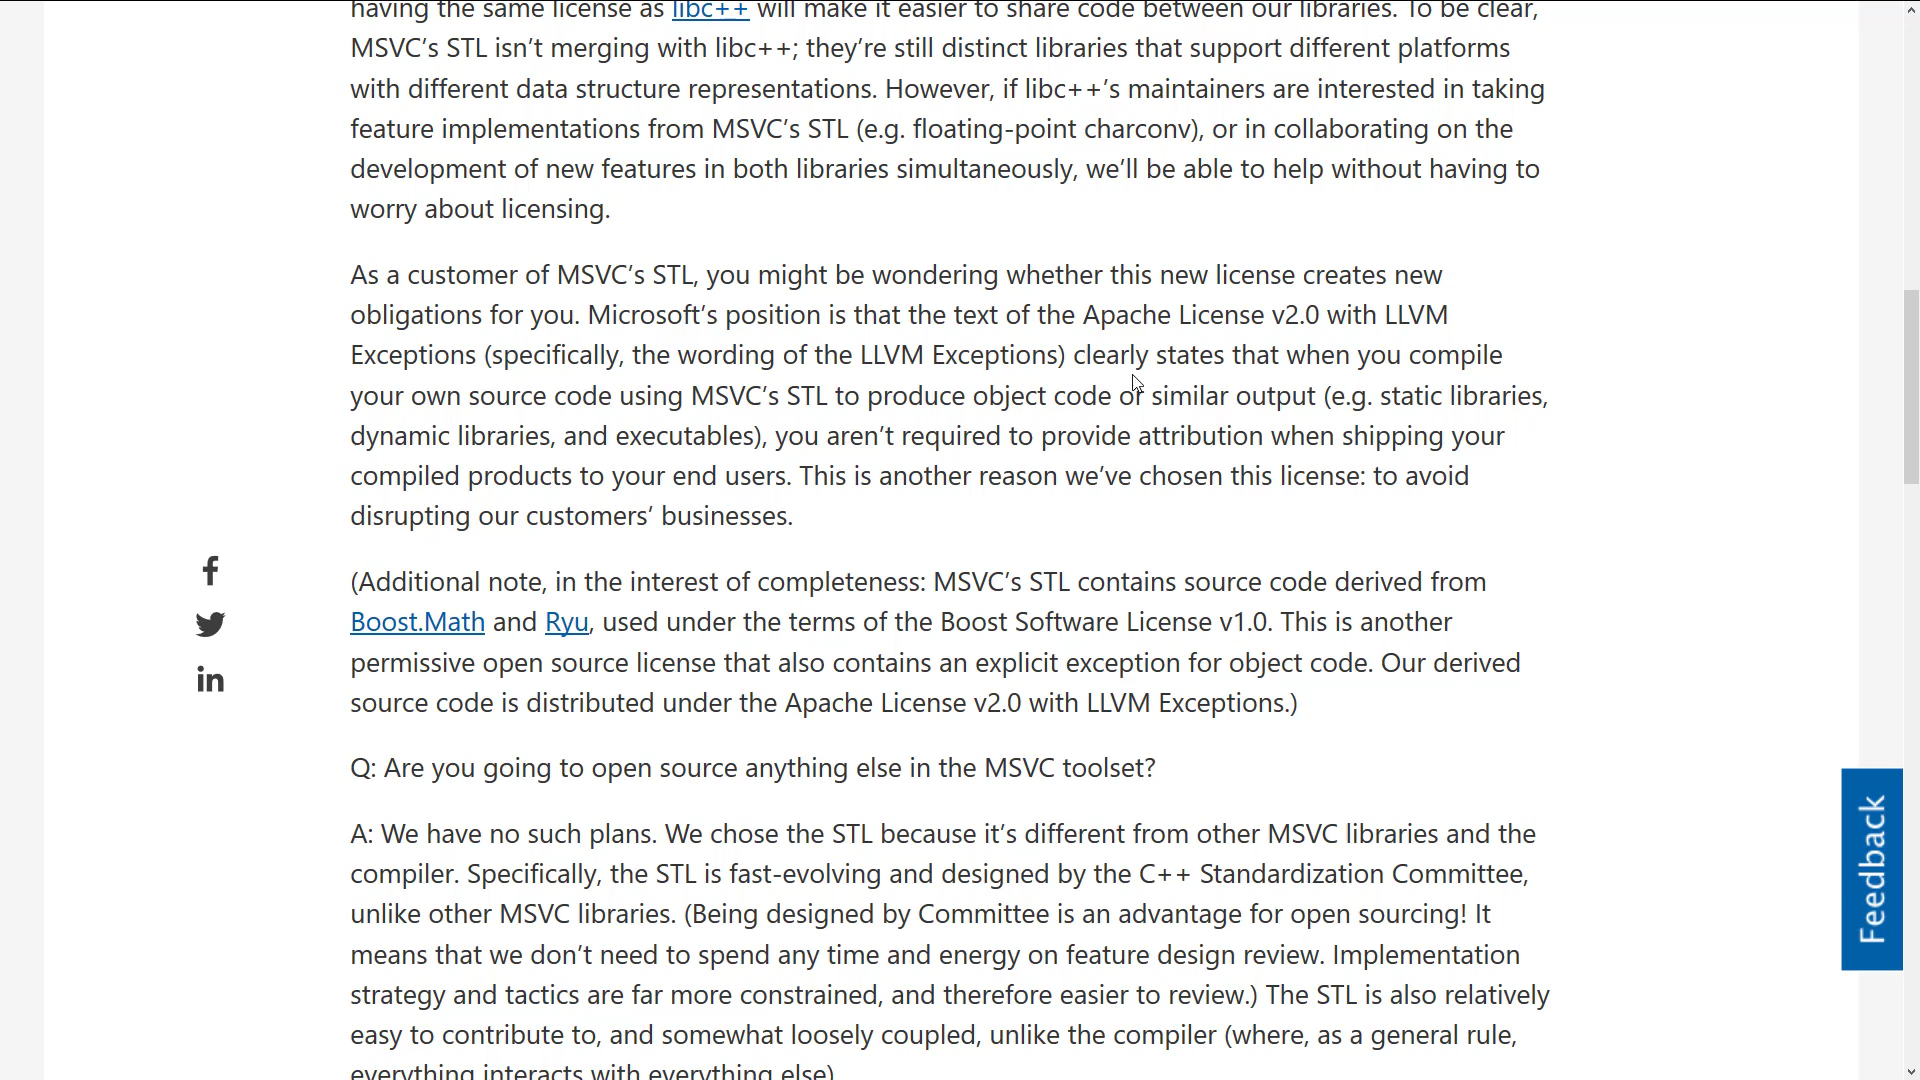 having the same license as libc++ will make it easier to share code between our libraries. To be clear,
MSVC’s STL isn’t merging with libc++; they’re still distinct libraries that support different platforms
with different data structure representations. However, if libc++’s maintainers are interested in taking
feature implementations from MSVC’s STL (e.g. floating-point charconv), or in collaborating on the
development of new features in both libraries simultaneously, we’ll be able to help without having to
worry about licensing.
As a customer of MSVC’s STL, you might be wondering whether this new license creates new
obligations for you. Microsoft’s position is that the text of the Apache License v2.0 with LLVM
Exceptions (specifically, the wording of the LLVM Exceptions) clearly states that when you compile
your own source code using MSVC’s STL to produce object code or similar output (e.g. static libraries,
dynamic libraries, and executables), you aren’t required to provide attribution when shipping your
compiled products to your end users. This is another reason we’ve chosen this license: to avoid
disrupting our customers’ businesses.
(Additional note, in the interest of completeness: MSVC’s STL contains source code derived from
Boost.Math and Ryu, used under the terms of the Boost Software License v1.0. This is another
permissive open source license that also contains an explicit exception for object code. Our derived
source code is distributed under the Apache License v2.0 with LLVM Exceptions.)
Q: Are you going to open source anything else in the MSVC toolset?
A: We have no such plans. We chose the STL because it’s different from other MSVC libraries and the
compiler. Specifically, the STL is fast-evolving and designed by the C++ Standardization Committee,
unlike other MSVC libraries. (Being designed by Committee is an advantage for open sourcing! It
means that we don’t need to spend any time and energy on feature design review. Implementation
strategy and tactics are far more constrained, and therefore easier to review.) The STL is also relatively
easy to contribute to, and somewhat loosely coupled, unlike the compiler (where, as a general rule,
everything interacts with everything else)
Feedback